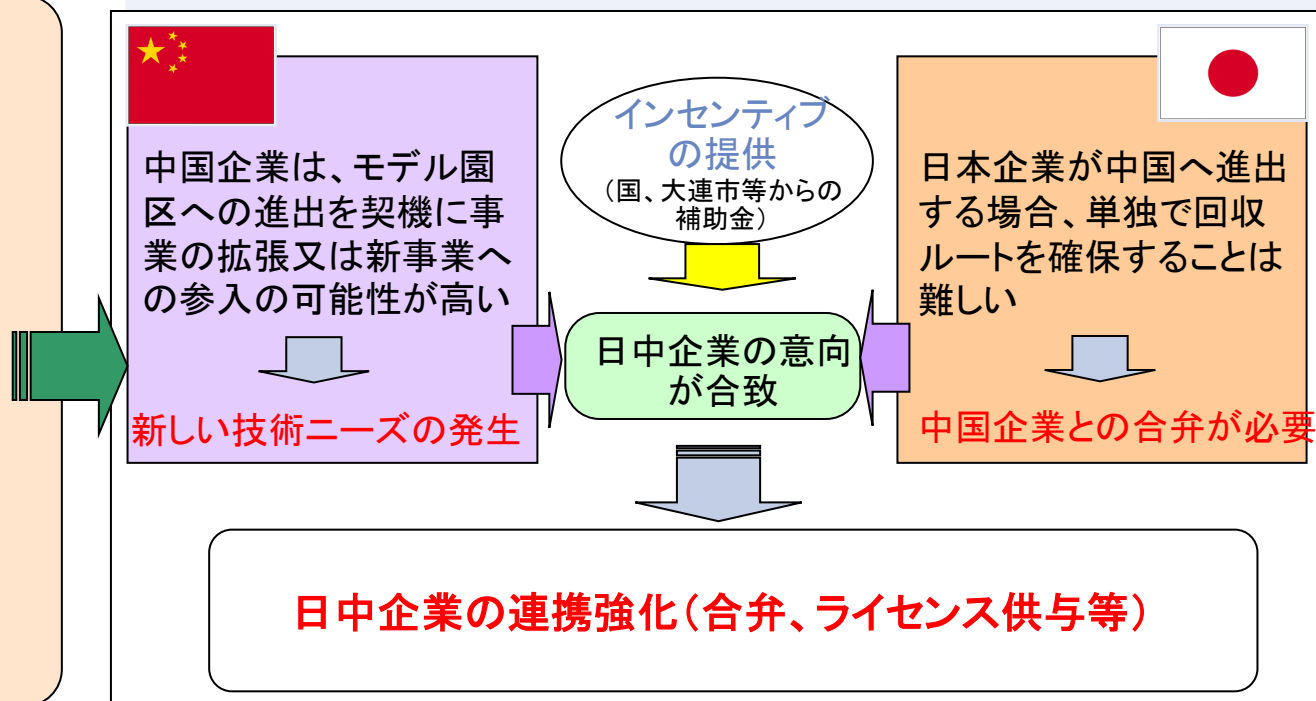 中国企業は、モデル園
区への進出を契機に事
業の拡張又は新事業へ
の参入の可能性が高い
新しい技術ニーズの発生
インセンティブ
の提供
（国、大連市等からの
補助金）
日中企業の意向
が合致
日本企業が中国へ進出
する場合、単独で回収
ルートを確保することは
難しい
中国企業との合弁が必要
日中企業の連携強化（合弁、ライセンス供与等）